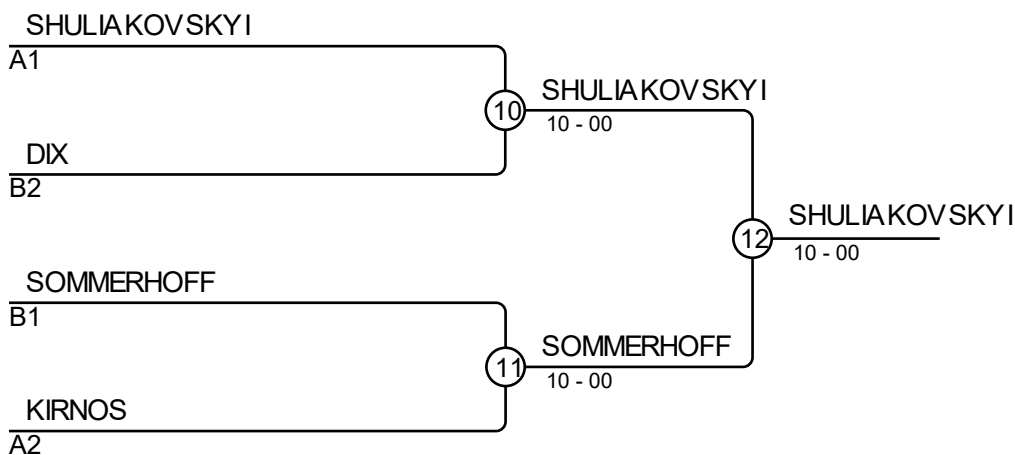 SHULIAKOVSKYI
A1
10
SHULIAKOVSKYI
10 - 00
DIX
B2
12
SHULIAKOVSKYI
10 - 00
SOMMERHOFF
B1
11
SOMMERHOFF
10 - 00
KIRNOS
A2